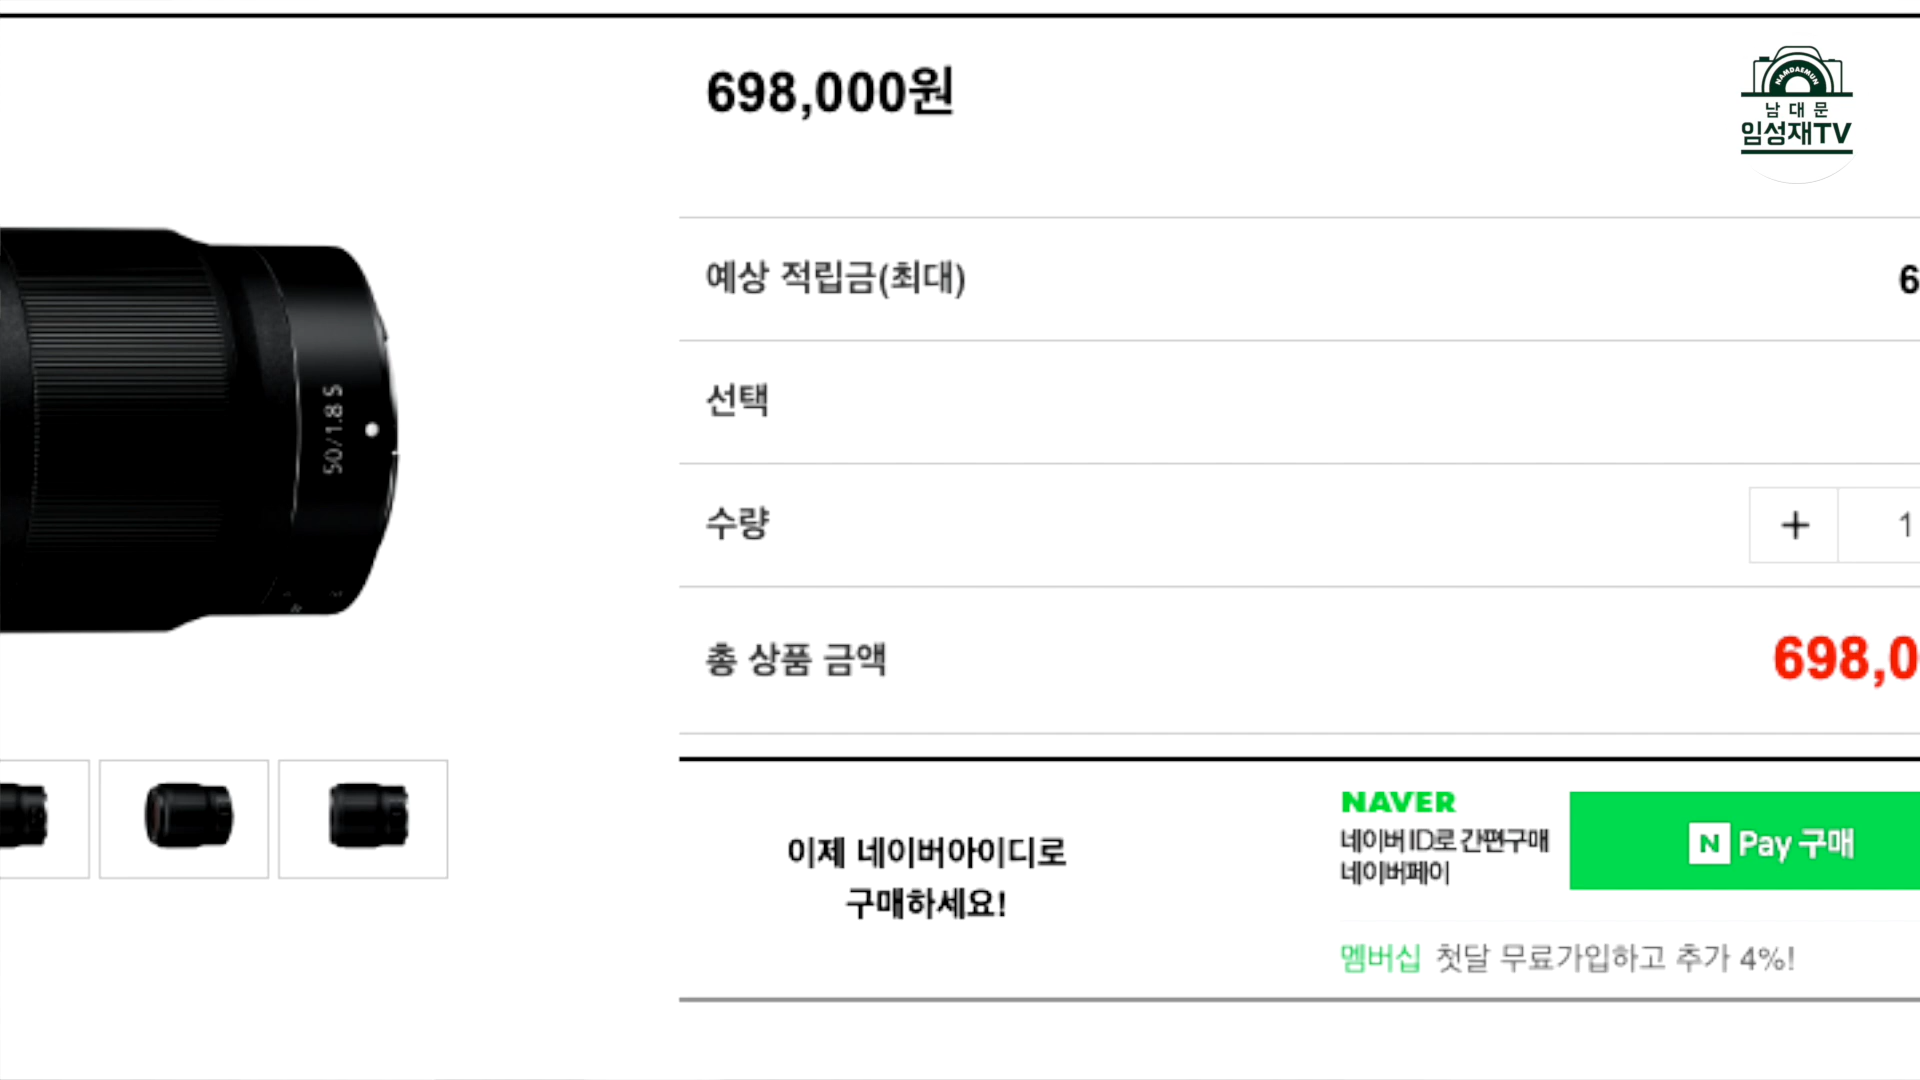 698,000원
NAMDAEMUN
남대문
임성재TV
예상 적립금(최대)
6
선택
50/1.8 S
수량
+ 1
총 상품 금액
698,0
이제 네이버아이디로
구매하세요!
NAVER
네이버 ID로 간편구매
네이버페이
N Pay 구매
멤버십 첫달 무료가입하고 추가 4%!